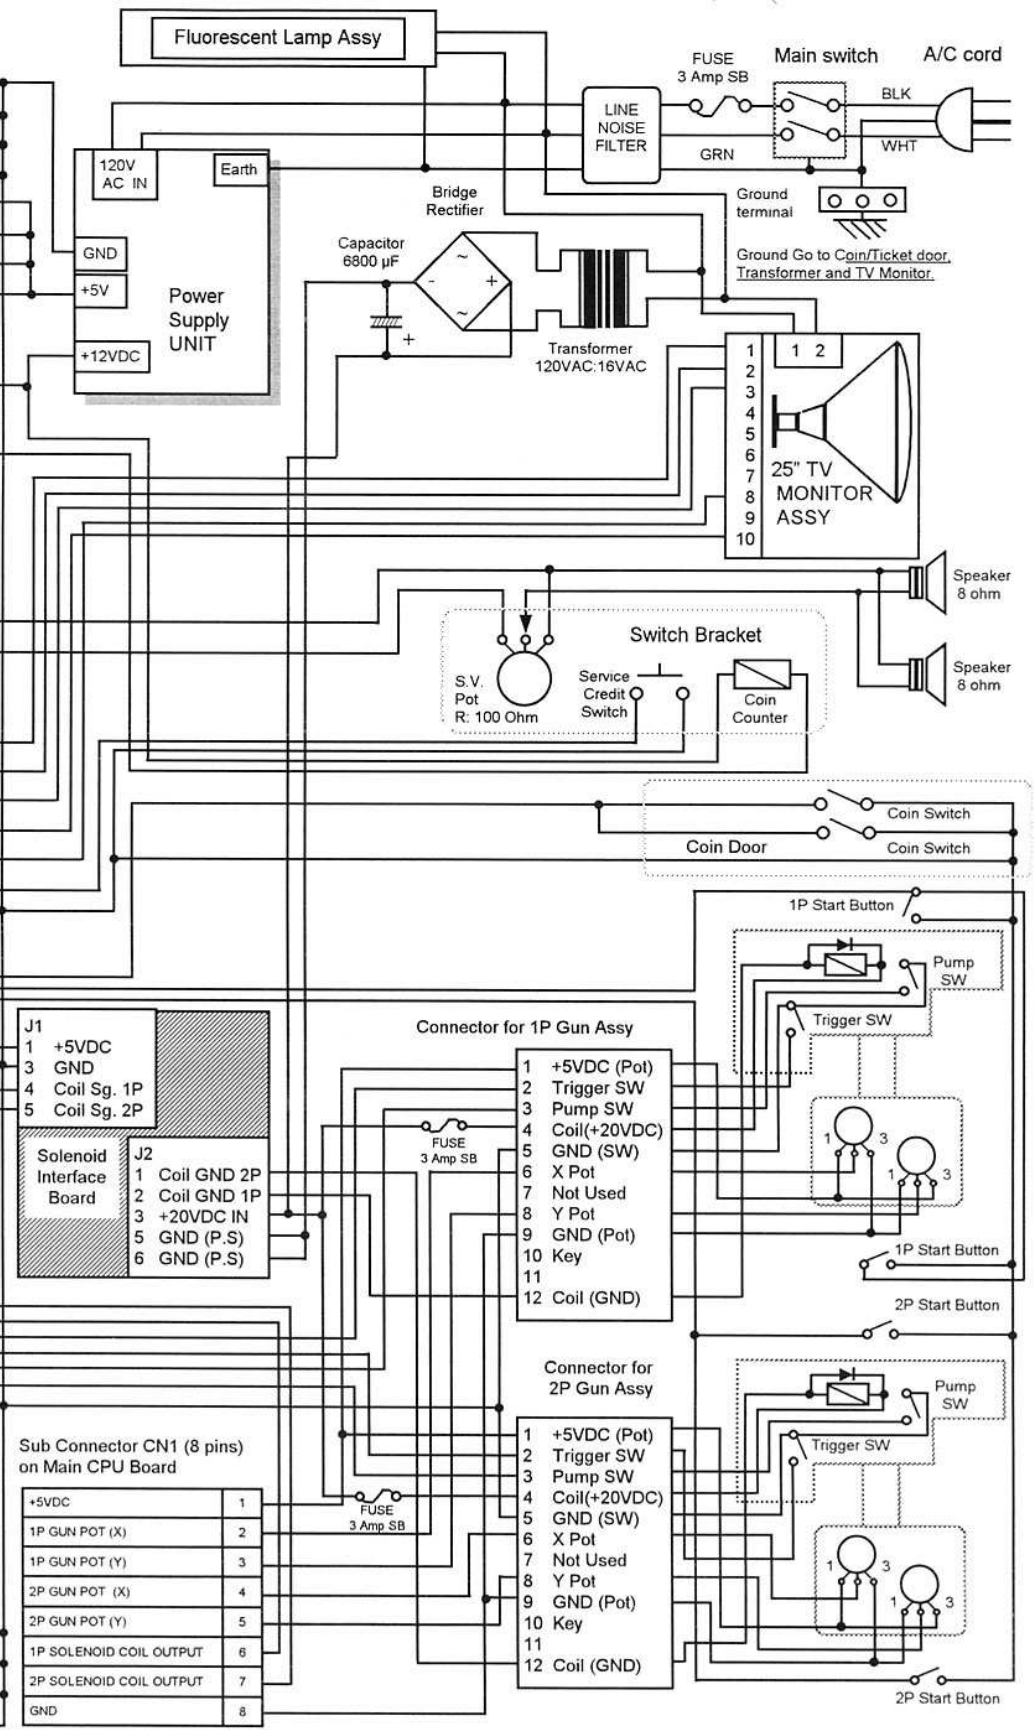 Fluorescent Lamp Assy
FUSE
3 Amp SB
Main switch
A/C cord
BLK
WHT
GRN
LINE
NOISE
FILTER
120V
AC IN
Earth
GND
+5V
+12VDC
Power
Supply
UNIT
Bridge
Rectifier
Capacitor
6800 µF
~
-
+
~
+
Transformer
120VAC:16VAC
Ground
terminal
Ground Go to Coin/Ticket door,
Transformer and TV Monitor.
1 2
1
2
3
4
5
6
7
8
9
10
25" TV
MONITOR
ASSY
Speaker
8 ohm
Speaker
8 ohm
Switch Bracket
S.V.
Pot
R: 100 Ohm
Service
Credit
Switch
Coin
Counter
Coin Switch
Coin Door
Coin Switch
1P Start Button
Pump
SW
Trigger SW
1
3
1
3
1P Start Button
J1
1 +5VDC
3 GND
4 Coil Sg. 1P
5 Coil Sg. 2P
Solenoid
Interface
Board
J2
1 Coil GND 2P
2 Coil GND 1P
3 +20VDC IN
5 GND (P.S)
6 GND (P.S)
FUSE
3 Amp SB
Connector for 1P Gun Assy
1 +5VDC (Pot)
2 Trigger SW
3 Pump SW
4 Coil(+20VDC)
5 GND (SW)
6 X Pot
7 Not Used
8 Y Pot
9 GND (Pot)
10 Key
11
12 Coil (GND)
2P Start Button
Connector for
2P Gun Assy
1 +5VDC (Pot)
2 Trigger SW
3 Pump SW
4 Coil(+20VDC)
5 GND (SW)
6 X Pot
7 Not Used
8 Y Pot
9 GND (Pot)
10 Key
11
12 Coil (GND)
Pump
SW
Trigger SW
1
3
1
3
2P Start Button
FUSE
3 Amp SB
Sub Connector CN1 (8 pins)
on Main CPU Board
+5VDC 1
1P GUN POT (X) 2
1P GUN POT (Y) 3
2P GUN POT (X) 4
2P GUN POT (Y) 5
1P SOLENOID COIL OUTPUT 6
2P SOLENOID COIL OUTPUT 7
GND 8